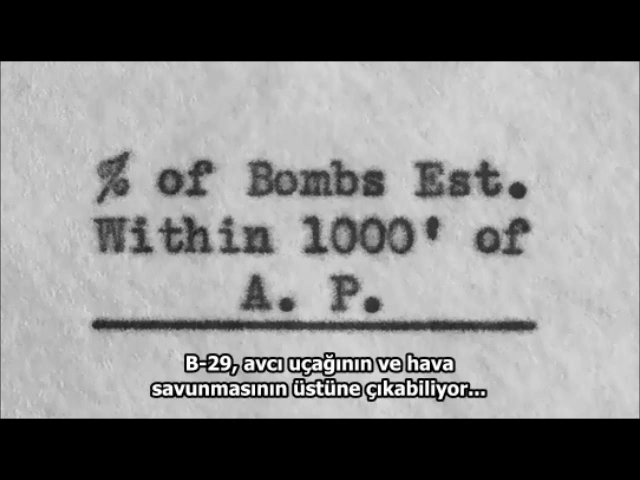 % of Bombs Est.
Within 1000' of
A. P.
B-29, avcı uçağının ve hava
savunmasının üstüne çıkabiliyor...